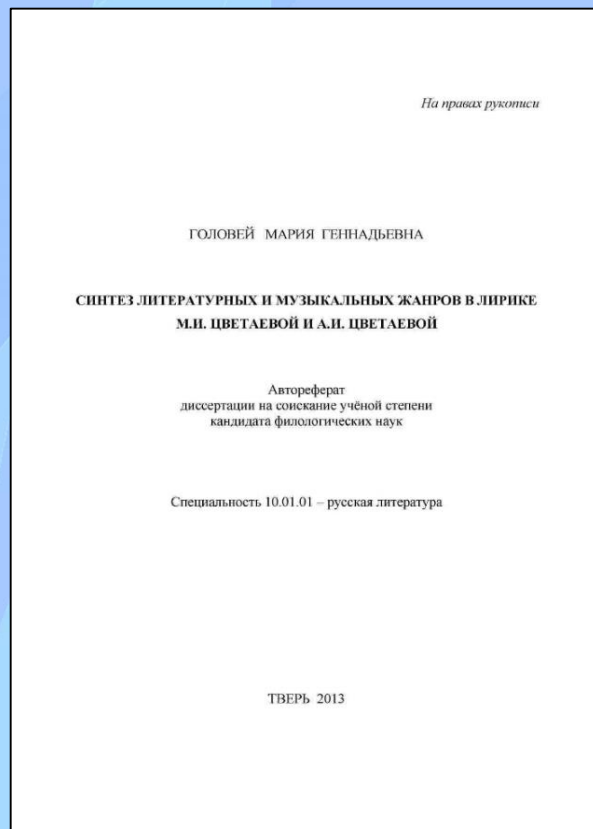 На правах рукописи
ГОЛОВЕЙ МАРИЯ ГЕННАДЬЕВНА
СИНТЕЗ ЛИТЕРАТУРНЫХ И МУЗЫКАЛЬНЫХ ЖАНРОВ В ЛИРИКЕ
М.И. ЦВЕТАЕВОЙ И А.И. ЦВЕТАЕВОЙ
Автореферат
диссертации на соискание учёной степени
кандидата филологических наук
Специальность 10.01.01 – русская литература
ТВЕРЬ 2013